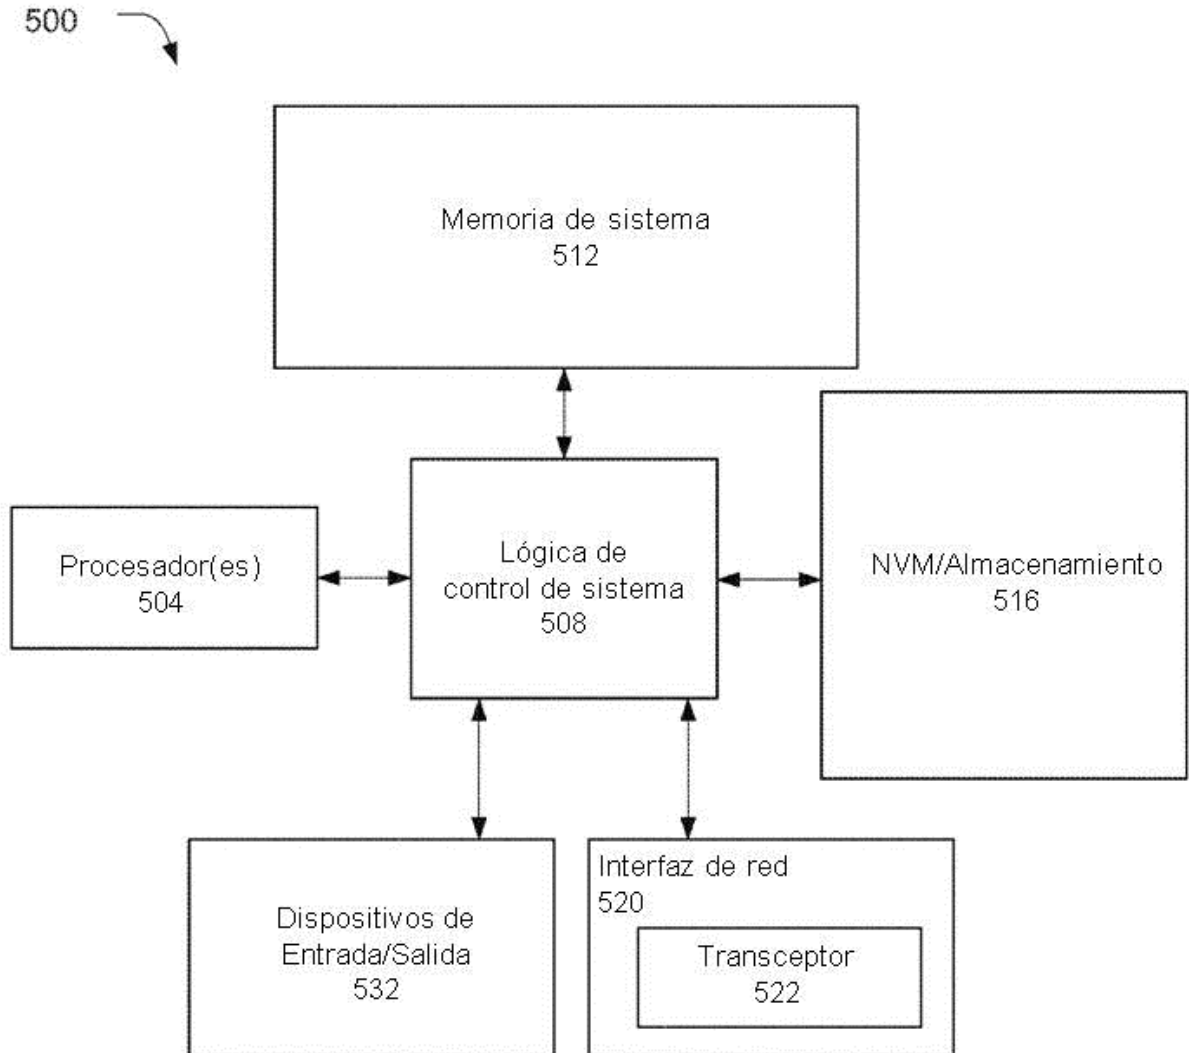 500
Memoria de sistema
512
Procesador(es)
504
Lógica de
control de sistema
508
NVM/Almacenamiento
516
Dispositivos de
Entrada/Salida
532
Interfaz de red
520
Transceptor
522